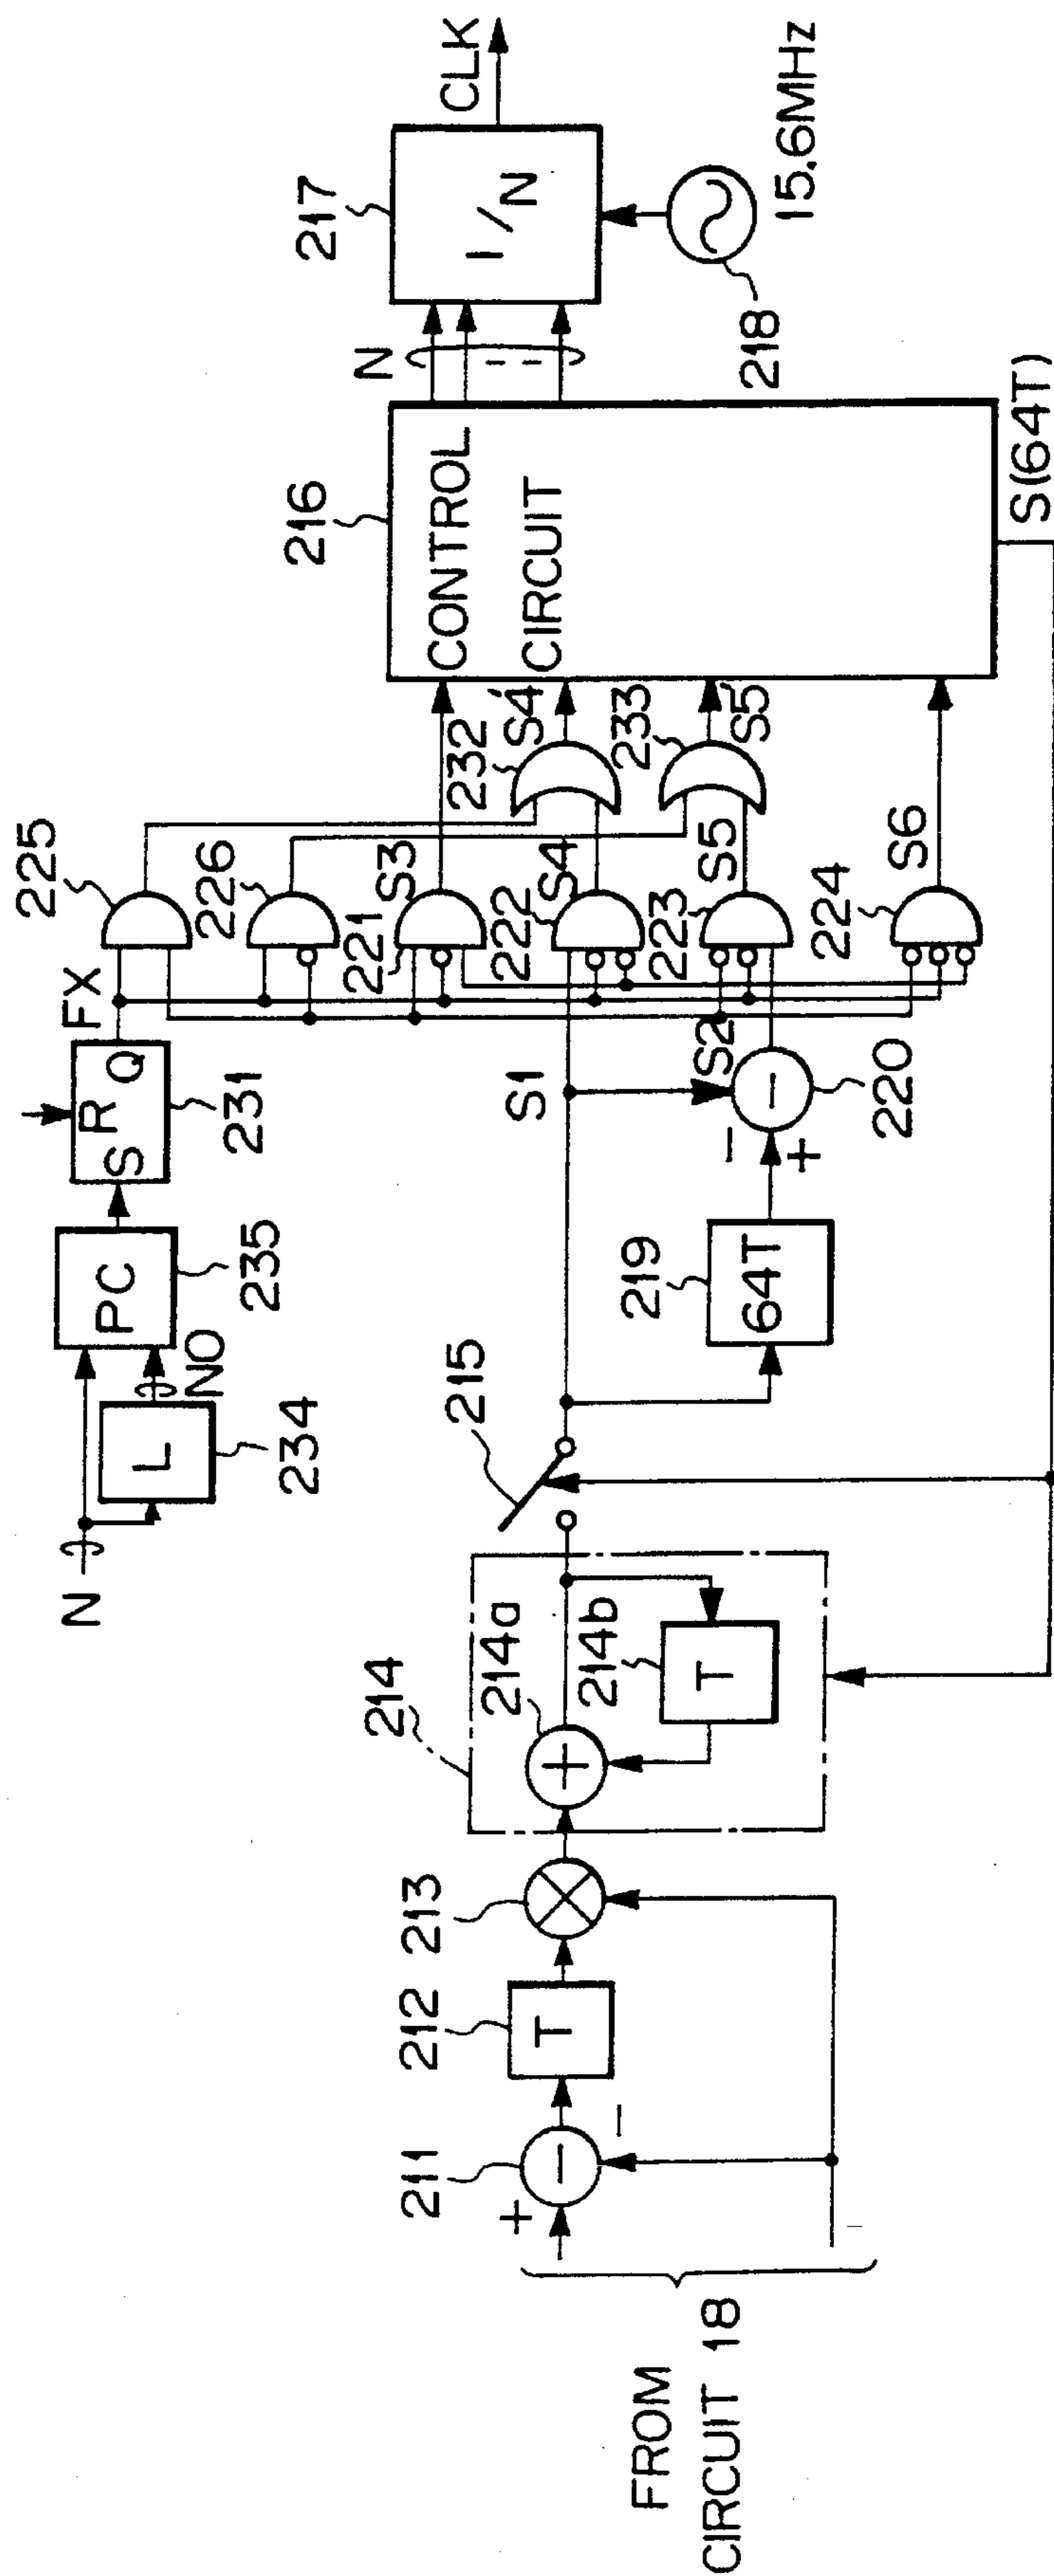 FROM
CIRCUIT 18
+
−
−
211
212
T
213
214
+
214a
214b
T
215
219
64T
S1
S2
−
+
−
220
N
L
234
NO
PC
235
S R Q
231
FX
225
226
221
S3
222
S4
223
S5
224
S6
232
S4'
233
S5'
216
CONTROL
CIRCUIT
S(64T)
N
217
1/N
218
15.6MHz
CLK